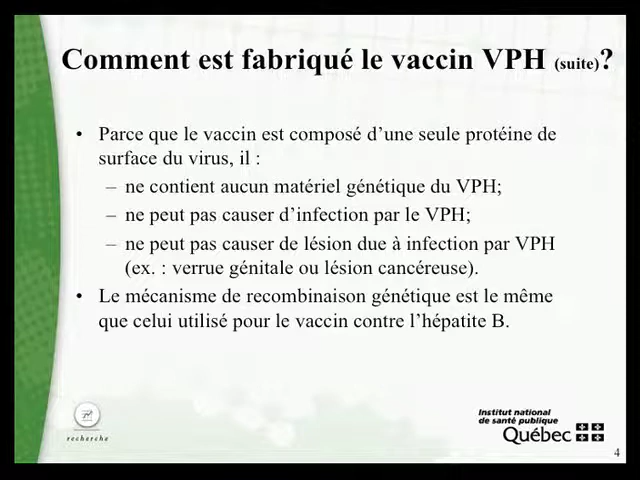 Comment est fabriqué le vaccin VPH (suite)?
• Parce que le vaccin est composé d’une seule protéine de
surface du virus, il :
– ne contient aucun matériel génétique du VPH;
– ne peut pas causer d’infection par le VPH;
– ne peut pas causer de lésion due à infection par VPH
(ex. : verrue génitale ou lésion cancéreuse).
• Le mécanisme de recombinaison génétique est le même
que celui utilisé pour le vaccin contre l’hépatite B.
recherche
Institut national
de santé publique
Québec
4